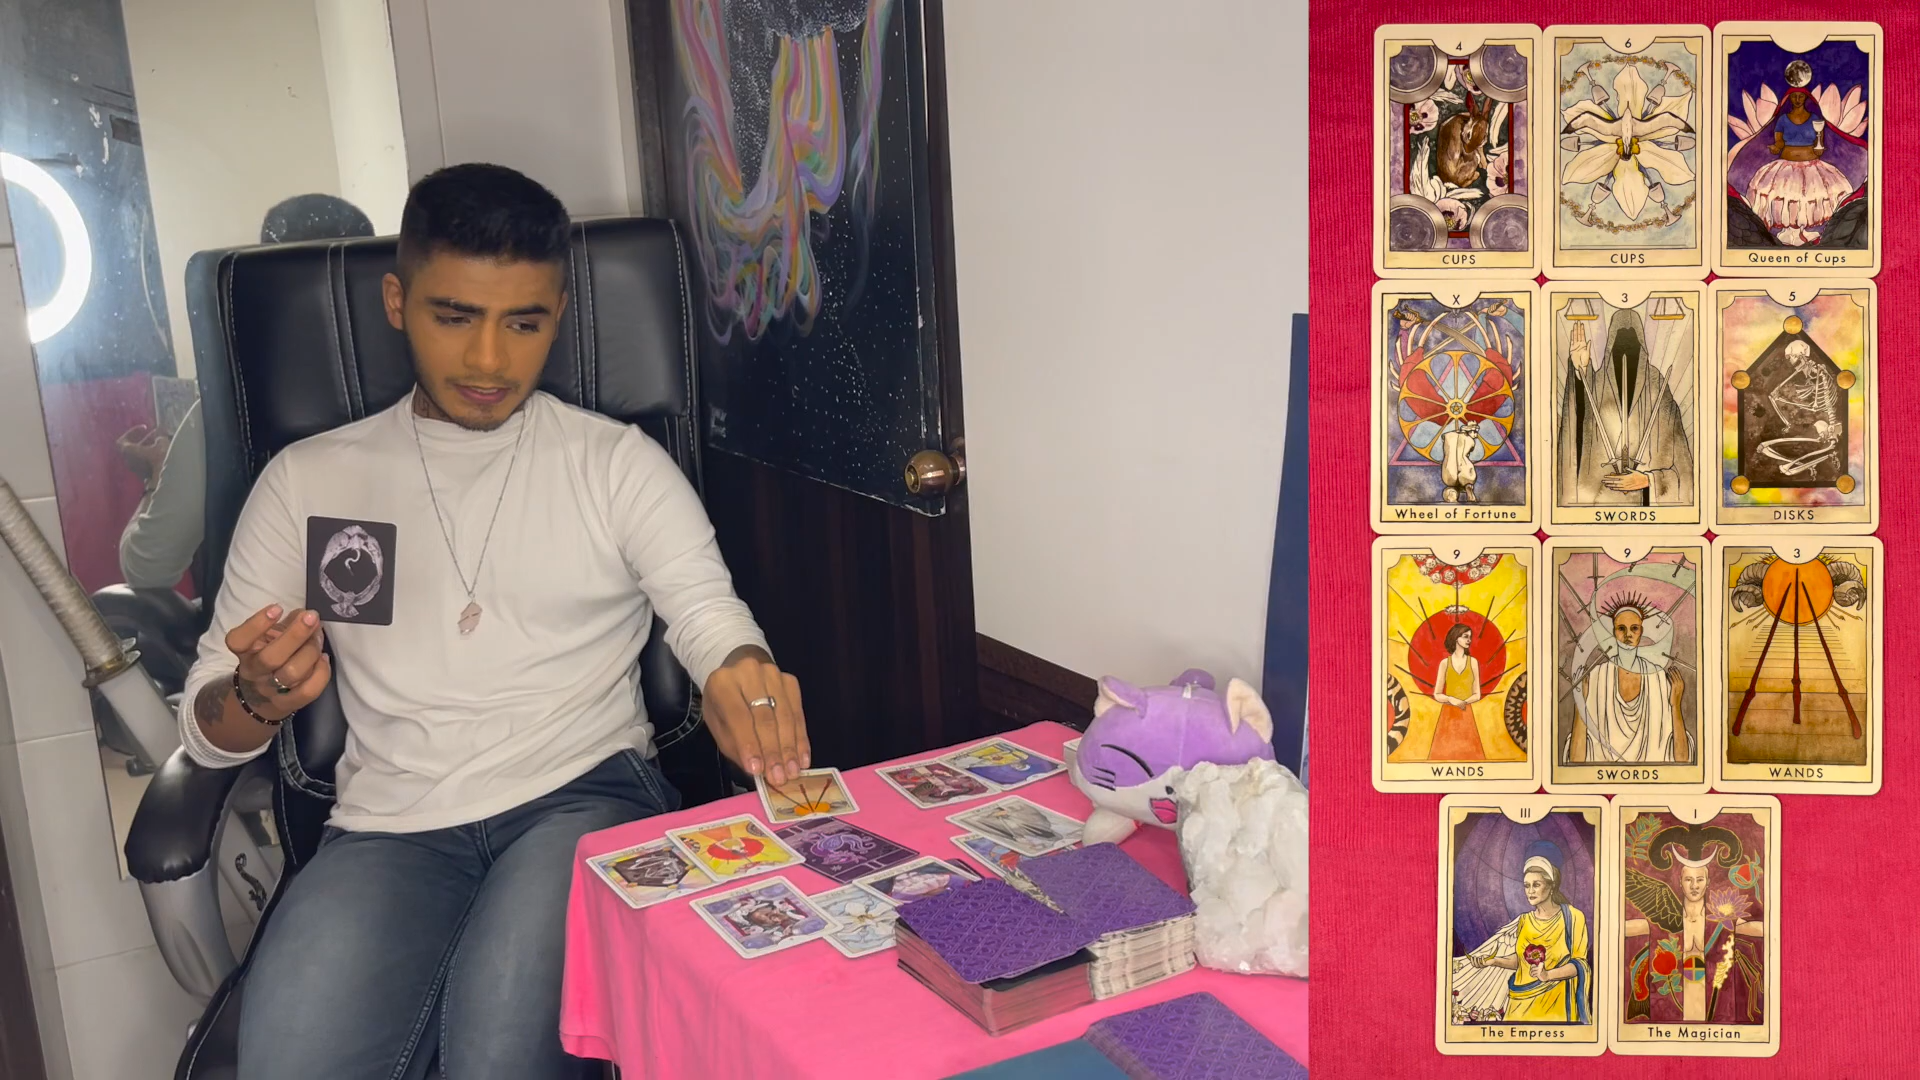 4
CUPS
6
CUPS
Queen of Cups
X
Wheel of Fortune
3
SWORDS
5
DISKS
9
WANDS
9
SWORDS
3
WANDS
III
The Empress
I
The Magician